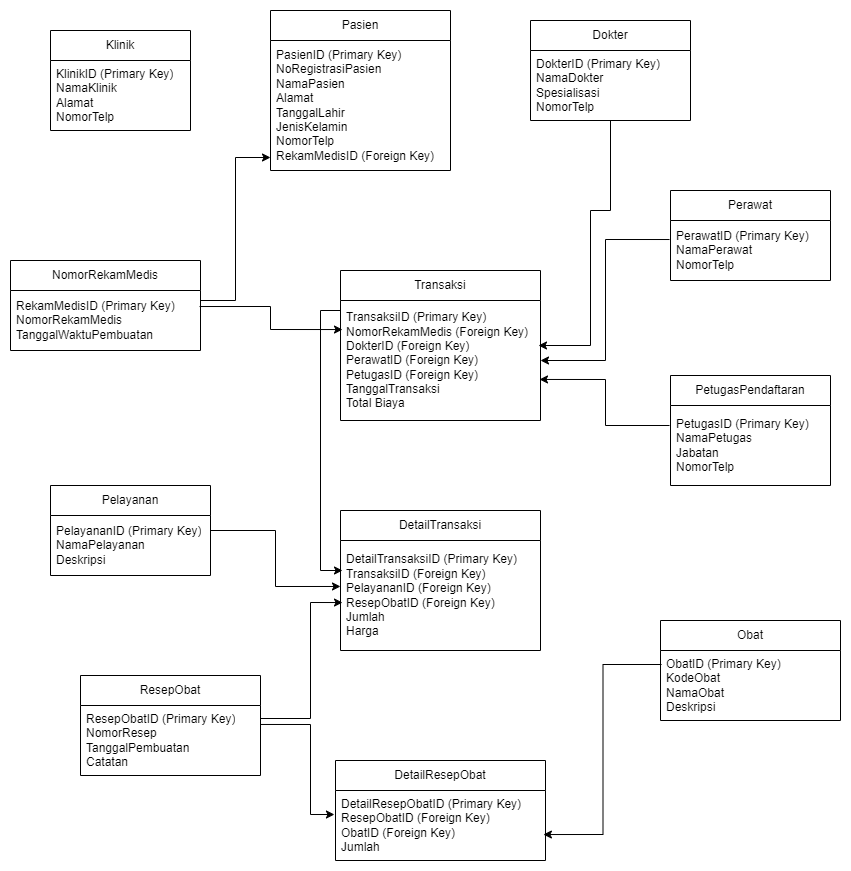 Klinik
KlinikID (Primary Key)
NamaKlinik
Alamat
NomorTelp
Pasien
PasienID (Primary Key)
NoRegistrasiPasien
NamaPasien
Alamat
TanggalLahir
JenisKelamin
NomorTelp
RekamMedisID (Foreign Key)
Dokter
DokterID (Primary Key)
NamaDokter
Spesialisasi
NomorTelp
Perawat
PerawatID (Primary Key)
NamaPerawat
NomorTelp
NomorRekamMedis
RekamMedisID (Primary Key)
NomorRekamMedis
TanggalWaktuPembuatan
Transaksi
TransaksiID (Primary Key)
NomorRekamMedis (Foreign Key)
DokterID (Foreign Key)
PerawatID (Foreign Key)
PetugasID (Foreign Key)
TanggalTransaksi
Total Biaya
PetugasPendaftaran
PetugasID (Primary Key)
NamaPetugas
Jabatan
NomorTelp
Pelayanan
PelayananID (Primary Key)
NamaPelayanan
Deskripsi
DetailTransaksi
DetailTransaksiID (Primary Key)
TransaksiID (Foreign Key)
PelayananID (Foreign Key)
ResepObatID (Foreign Key)
Jumlah
Harga
Obat
ObatID (Primary Key)
KodeObat
NamaObat
Deskripsi
ResepObat
ResepObatID (Primary Key)
NomorResep
TanggalPembuatan
Catatan
DetailResepObat
DetailResepObatID (Primary Key)
ResepObatID (Foreign Key)
ObatID (Foreign Key)
Jumlah